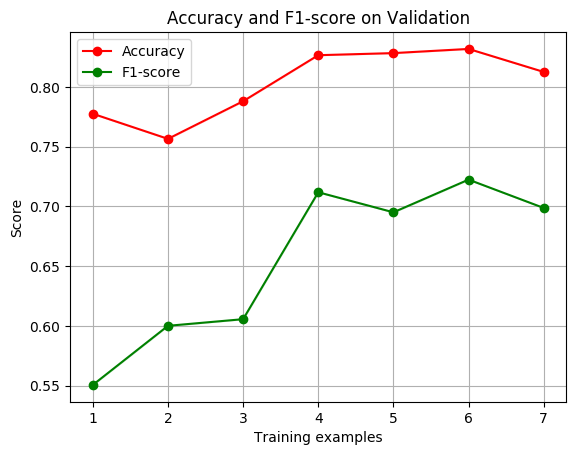 Accuracy and F1-score on Validation
Accuracy
F1-score
0.80
0.75
0.70
0.65
0.60
0.55
Score
1 2 3 4 5 6 7
Training examples